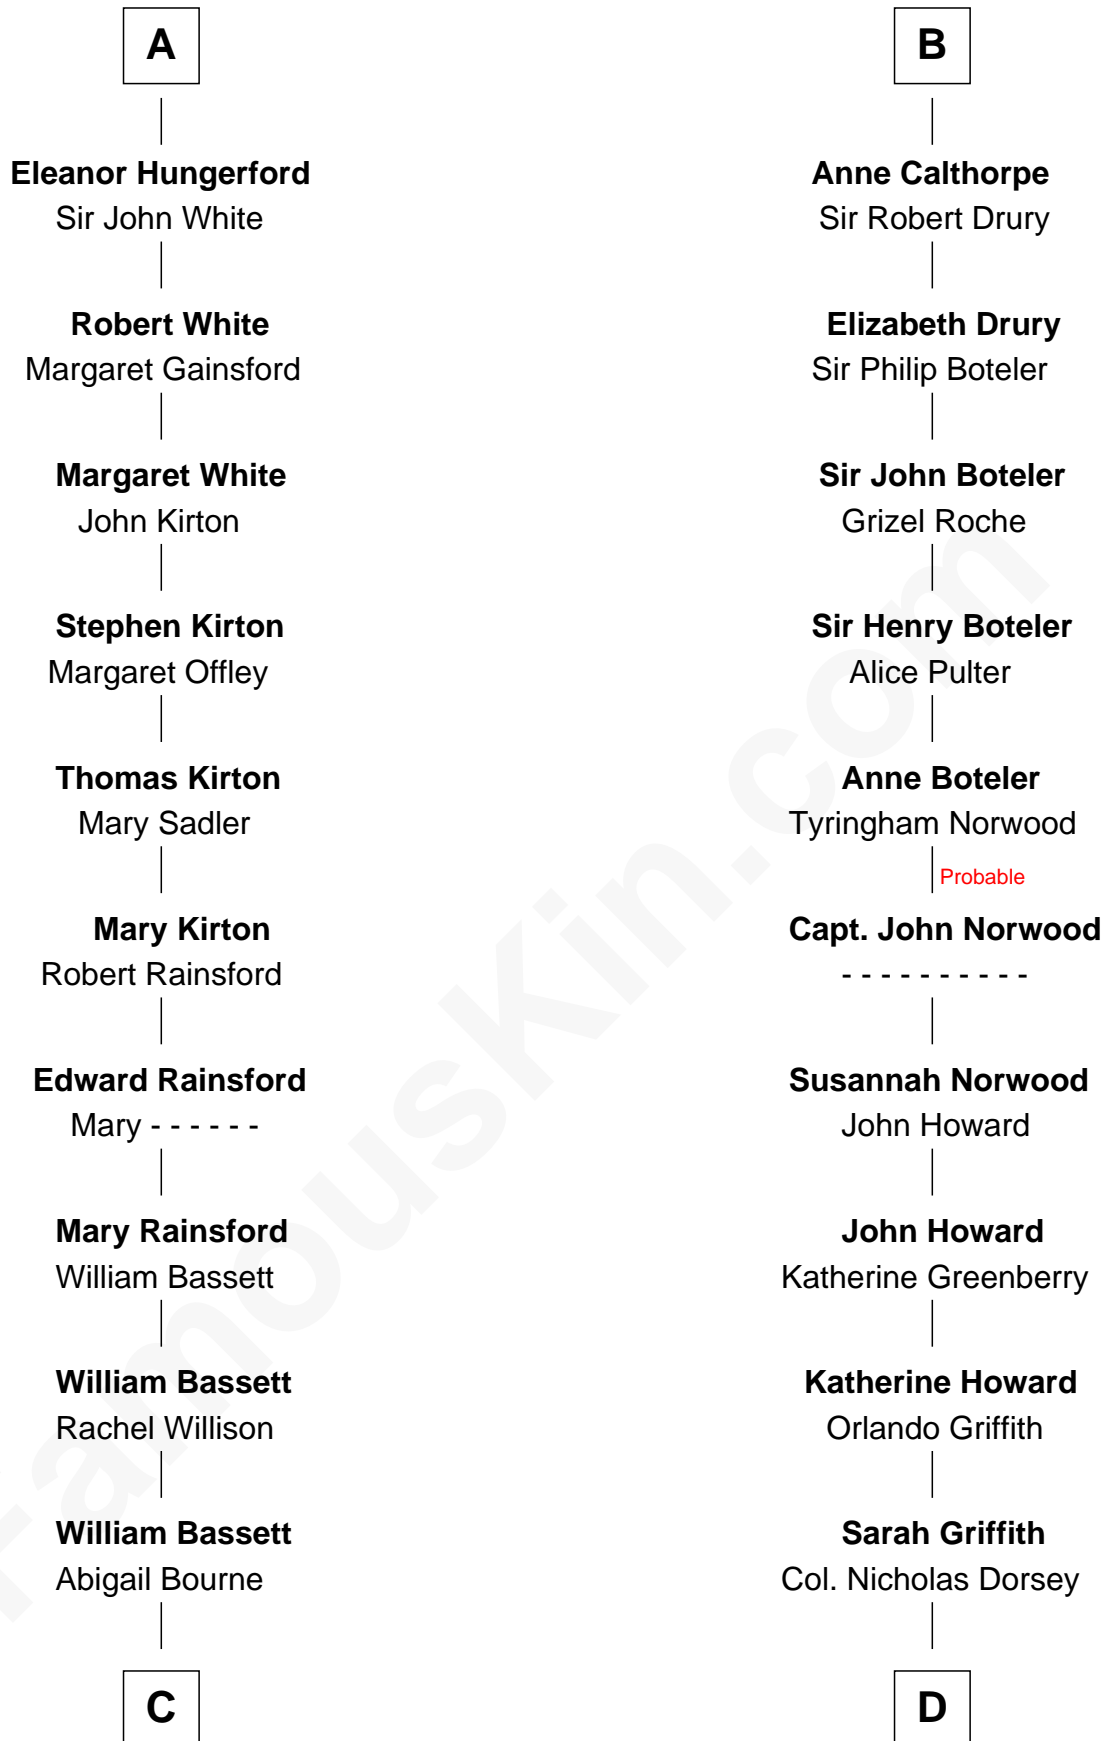 A
Eleanor Hungerford
Sir John White
Robert White
Margaret Gainsford
Margaret White
John Kirton
Stephen Kirton
Margaret Offley
Thomas Kirton
Mary Sadler
Mary Kirton
Robert Rainsford
Edward Rainsford
Mary - - - - - -
Mary Rainsford
William Bassett
William Bassett
Rachel Willison
William Bassett
Abigail Bourne
C
B
Anne Calthorpe
Sir Robert Drury
Elizabeth Drury
Sir Philip Boteler
Sir John Boteler
Grizel Roche
Sir Henry Boteler
Alice Pulter
Anne Boteler
Tyringham Norwood
Probable
Capt. John Norwood
- - - - - - - - - -
Susannah Norwood
John Howard
John Howard
Katherine Greenberry
Katherine Howard
Orlando Griffith
Sarah Griffith
Col. Nicholas Dorsey
D
FamousKin.com